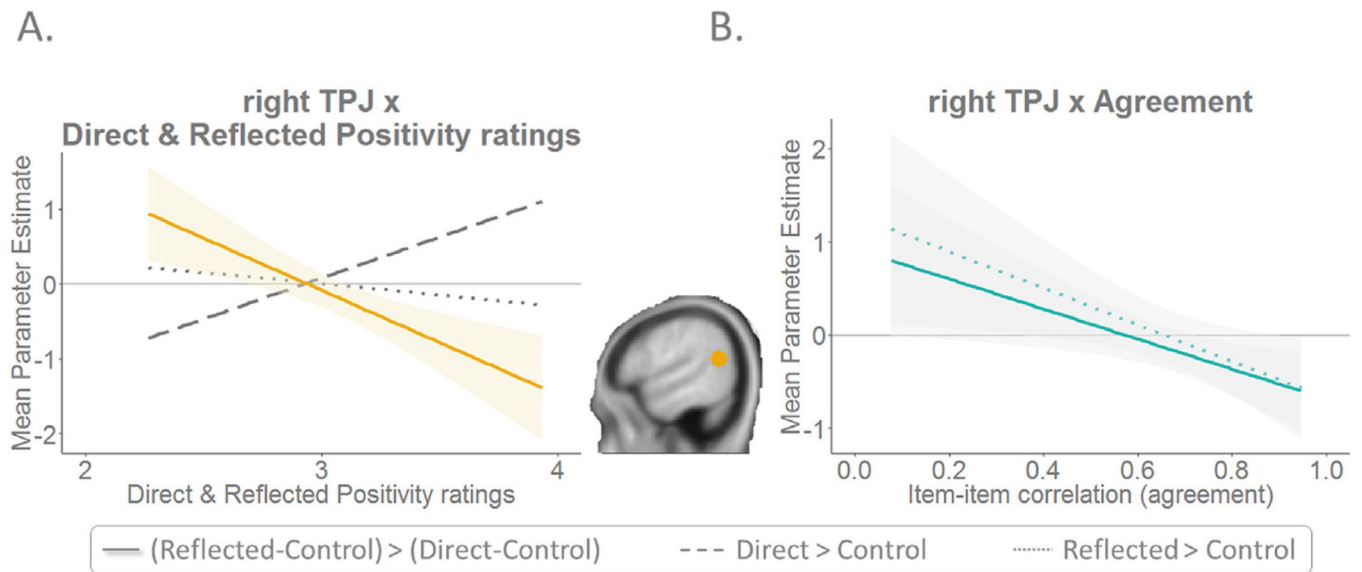 A.
right TPJ x
Direct & Reflected Positivity ratings
Mean Parameter Estimate
1
0
-1
-2
2
3
4
Direct & Reflected Positivity ratings
B.
right TPJ x Agreement
Mean Parameter Estimate
2
1
0
-1
0.0
0.2
0.4
0.6
0.8
1.0
Item-item correlation (agreement)
(Reflected-Control) > (Direct-Control)
Direct > Control
Reflected > Control